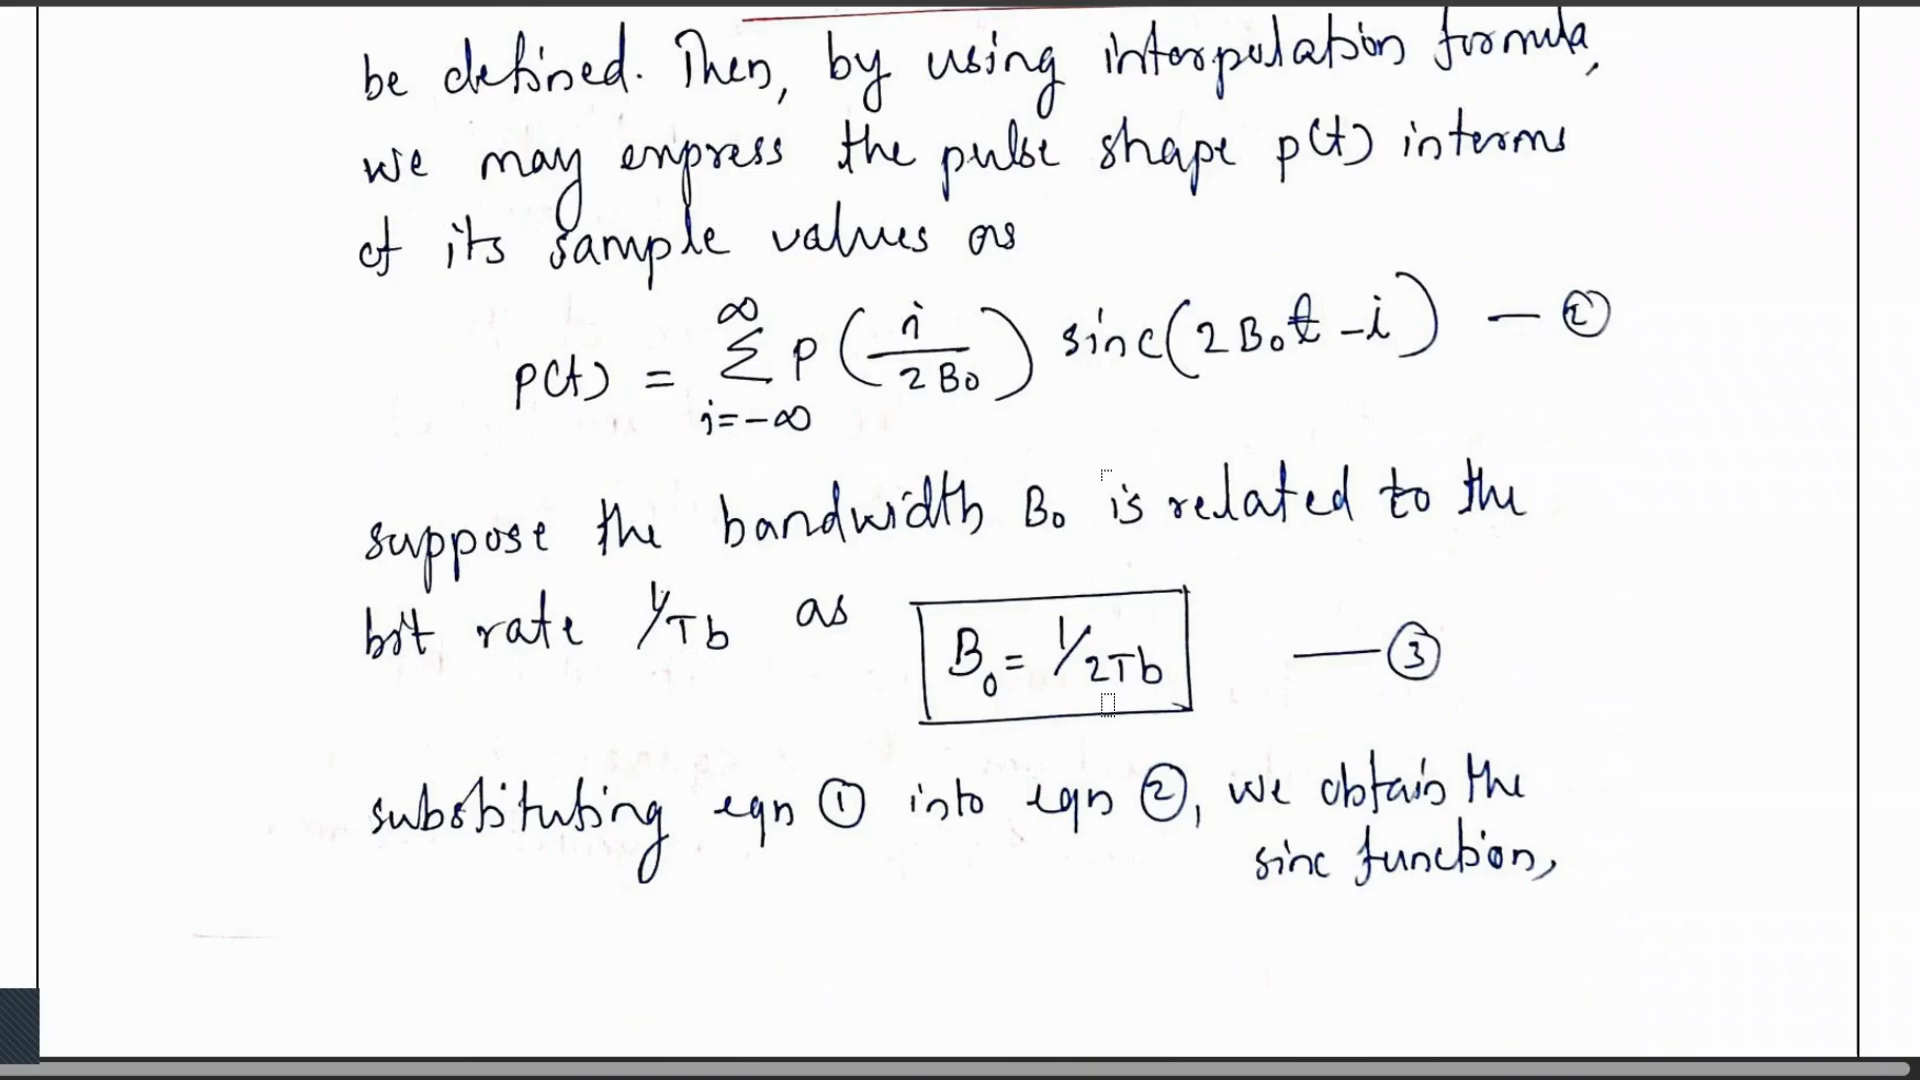 be defined. Then, by using interpolation formula,
we may express the pulse shape p(t) interms
of its sample values as
p(t) = ∞ Σ i=-∞ p(i/2B₀) sinc(2B₀t - i) — ②
suppose the bandwidth B₀ is related to the
bit rate 1/Tb as
B₀ = 1/2Tb — ③
substituting eqn ① into eqn ②, we obtain the
sinc function,